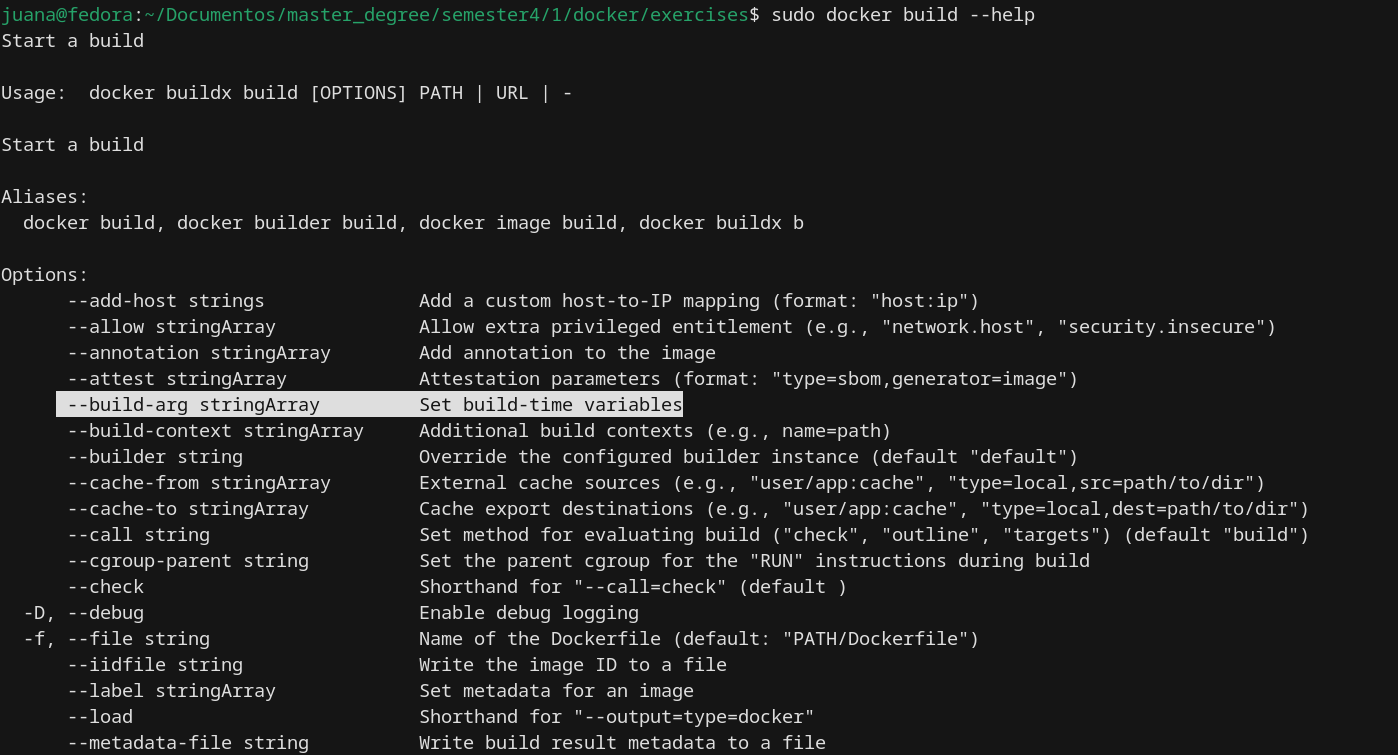 juana@fedora:~/Documentos/master_degree/semester4/1/docker/exercises$ sudo docker build --help
Start a build
Usage:  docker buildx build [OPTIONS] PATH | URL | -
Start a build
Aliases:
  docker build, docker builder build, docker image build, docker buildx b
Options:
      --add-host strings              Add a custom host-to-IP mapping (format: "host:ip")
      --allow stringArray             Allow extra privileged entitlement (e.g., "network.host", "security.insecure")
      --annotation stringArray        Add annotation to the image
      --attest stringArray            Attestation parameters (format: "type=sbom,generator=image")
      --build-arg stringArray         Set build-time variables
      --build-context stringArray     Additional build contexts (e.g., name=path)
      --builder string                Override the configured builder instance (default "default")
      --cache-from stringArray        External cache sources (e.g., "user/app:cache", "type=local,src=path/to/dir")
      --cache-to stringArray          Cache export destinations (e.g., "user/app:cache", "type=local,dest=path/to/dir")
      --call string                   Set method for evaluating build ("check", "outline", "targets") (default "build")
      --cgroup-parent string          Set the parent cgroup for the "RUN" instructions during build
      --check                         Shorthand for "--call=check" (default )
  -D, --debug                         Enable debug logging
  -f, --file string                   Name of the Dockerfile (default: "PATH/Dockerfile")
      --iidfile string                Write the image ID to a file
      --label stringArray             Set metadata for an image
      --load                          Shorthand for "--output=type=docker"
      --metadata-file string          Write build result metadata to a file